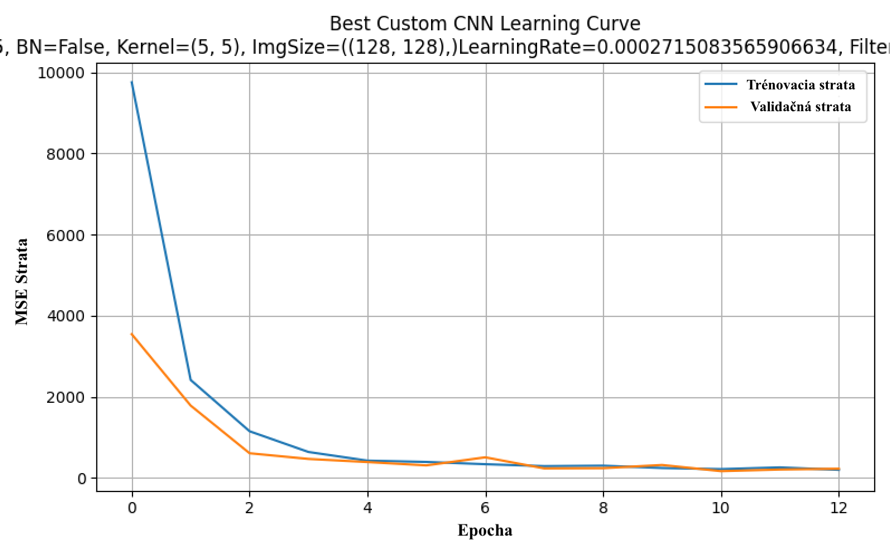 Best Custom CNN Learning Curve
5, BN=False, Kernel=(5, 5), ImgSize=((128, 128),)LearningRate=0.0002715083565906634, Filter
10000
8000
6000
4000
2000
0
MSE Strata
Trénovacia strata
Validačná strata
0 2 4 6 8 10 12
Epocha